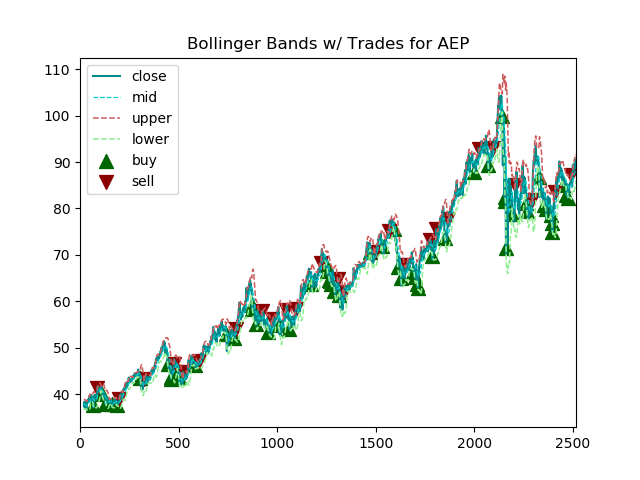 Bollinger Bands w/ Trades for AEP
close
mid
upper
lower
buy
sell
110
100
90
80
70
60
50
40
0 500 1000 1500 2000 2500